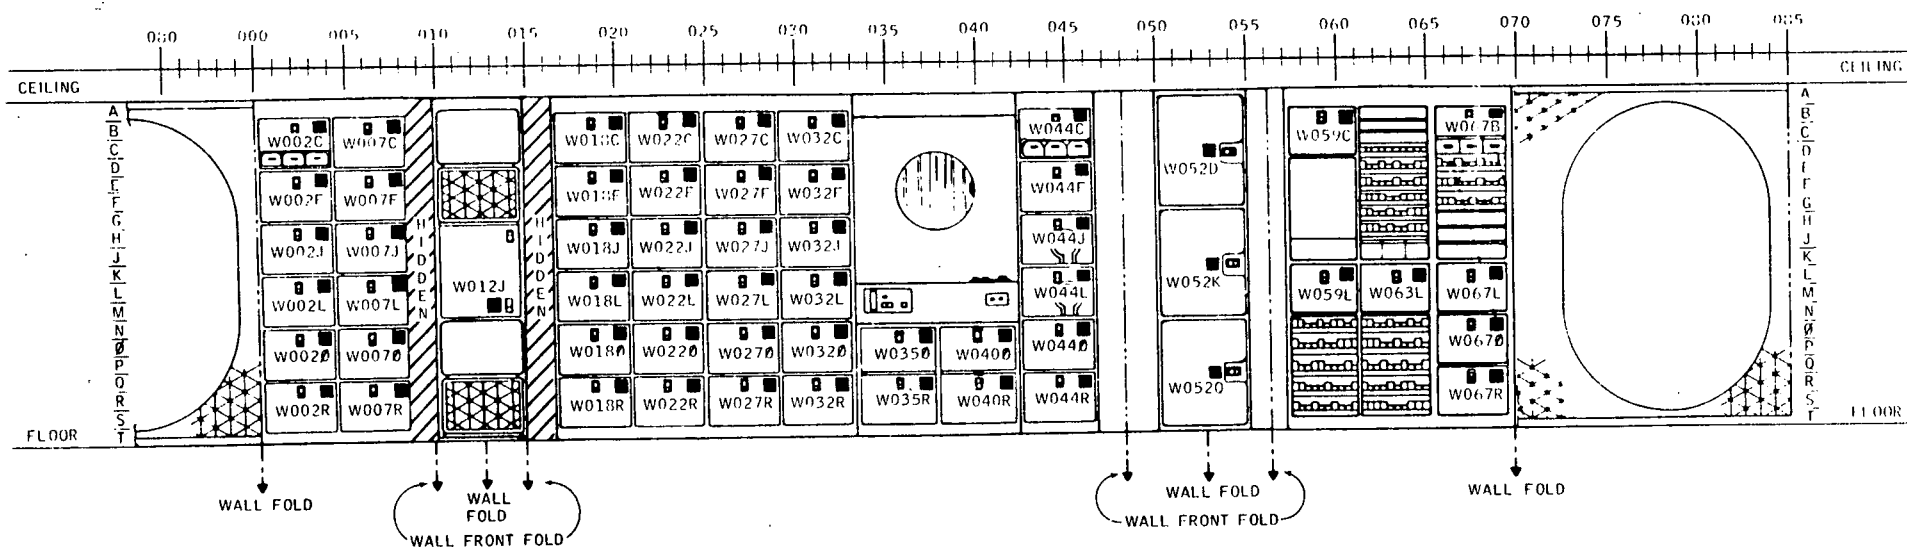 080 000 005 010 015 020 025 030 035 040 045 050 055 060 065 070 075 080 085
CEILING CEILING
A A
B B
C C
D D
E E
F F
G G
H H
J J
K K
L L
M M
N N
Ø Ø
P P
Q Q
R R
S S
T T
W002C W007C W018C W022C W027C W032C W044C W059C W067B
W052D
W002F W007F W018F W022F W027F W032F W044F
HIDDEN HIDDEN
W002J W007J W018J W022J W027J W032J W044J
W012J W052K
W002L W007L W018L W022L W027L W032L W044L W059L W063L W067L
W002Ø W007Ø W018Ø W022Ø W027Ø W032Ø W035Ø W040Ø W044Ø W067Ø
W052Q
W002R W007R W018R W022R W027R W032R W035R W040R W044R W067R
FLOOR FLOOR
WALL FOLD
WALL
FOLD
WALL FRONT FOLD
WALL FOLD
WALL FRONT FOLD
WALL FOLD